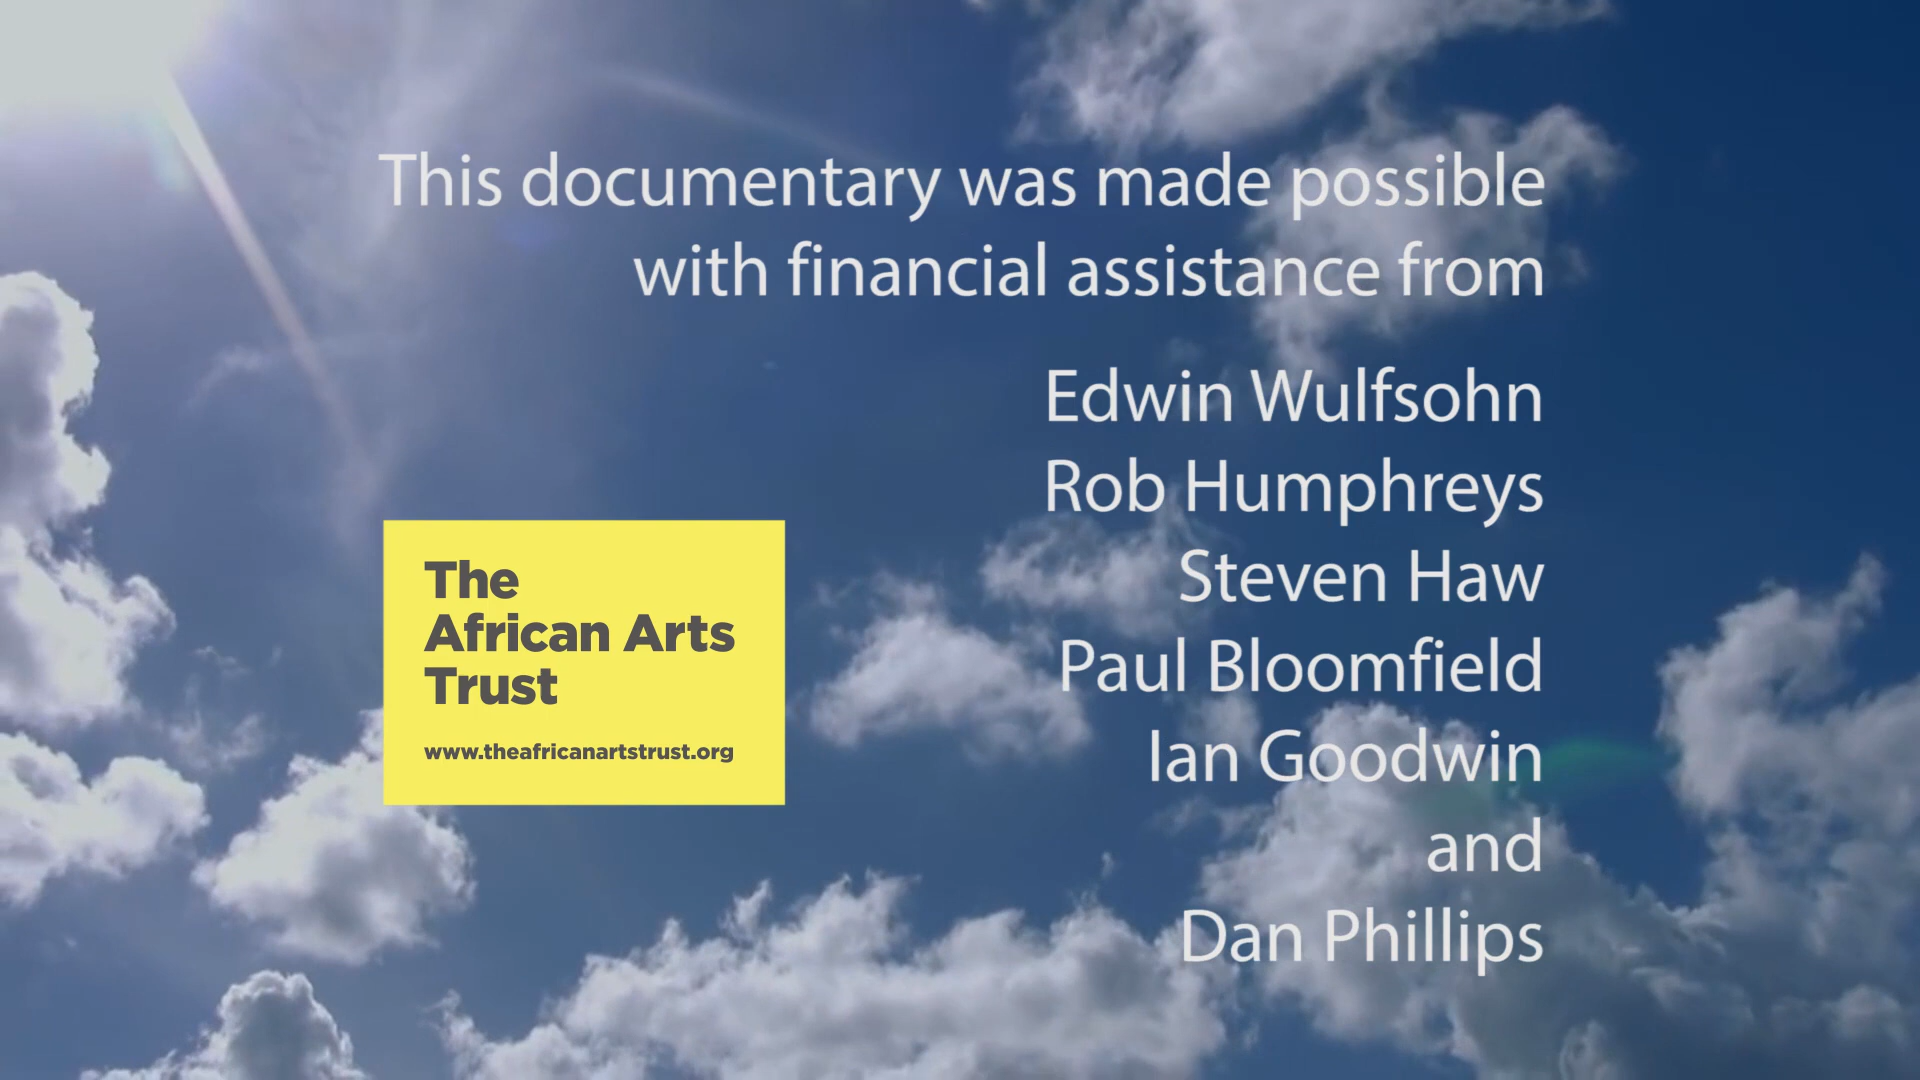 This documentary was made possible
with financial assistance from
Edwin Wulfsohn
Rob Humphreys
Steven Haw
Paul Bloomfield
Ian Goodwin
and
Dan Phillips
The
African Arts
Trust
www.theafricanartstrust.org